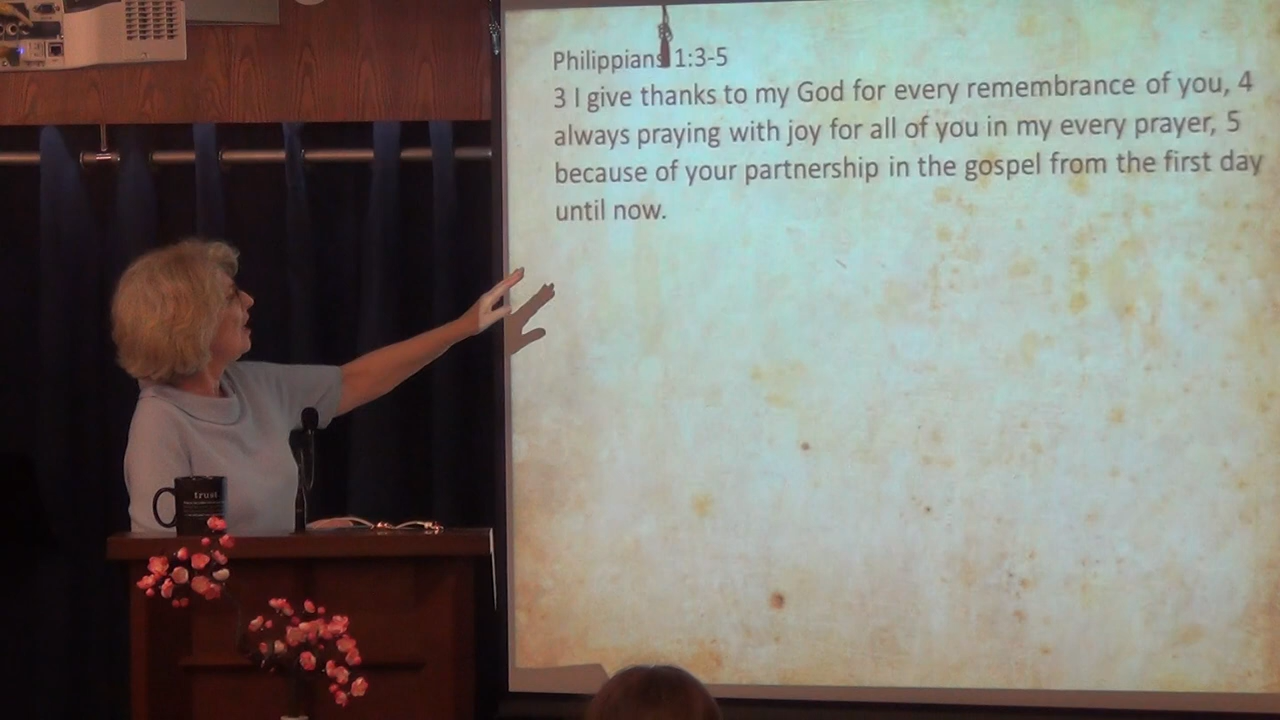 Philippians 1:3-5
3 I give thanks to my God for every remembrance of you, 4
always praying with joy for all of you in my every prayer, 5
because of your partnership in the gospel from the first day
until now.
trust